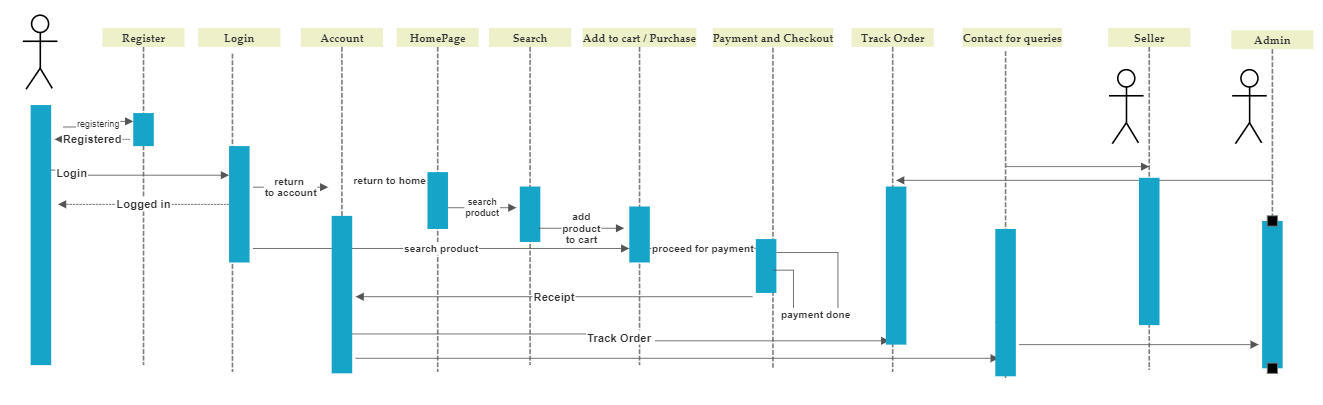 Register
Login
Account
HomePage
Search
Add to cart / Purchase
Payment and Checkout
Track Order
Contact for queries
Seller
Admin
registering
Registered
Login
return
to account
return to home
Logged in
search
product
add
product
to cart
search product
proceed for payment
Receipt
payment done
Track Order